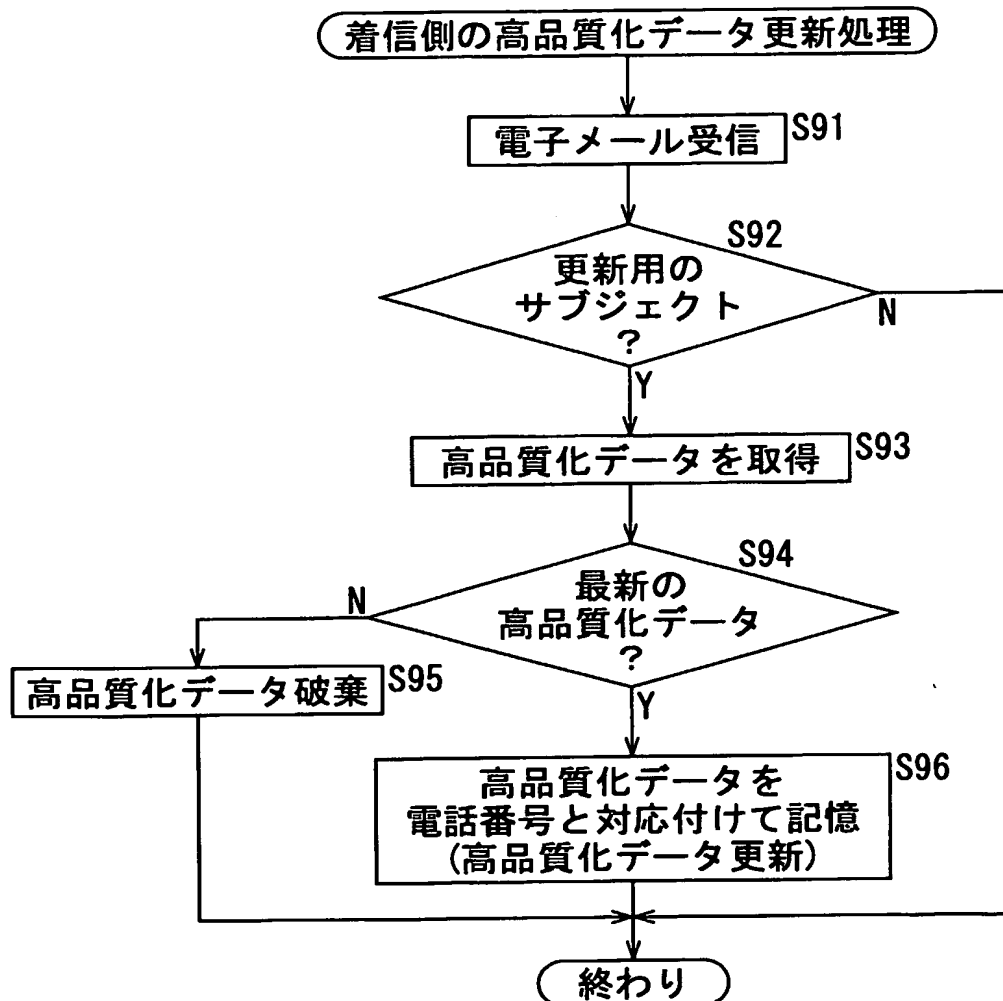 着信側の高品質化データ更新処理
電子メール受信
S91
S92
更新用の
サブジェクト
?
N
Y
高品質化データを取得
S93
S94
最新の
高品質化データ
?
N
Y
高品質化データ破棄
S95
高品質化データを
電話番号と対応付けて記憶
(高品質化データ更新)
S96
終わり